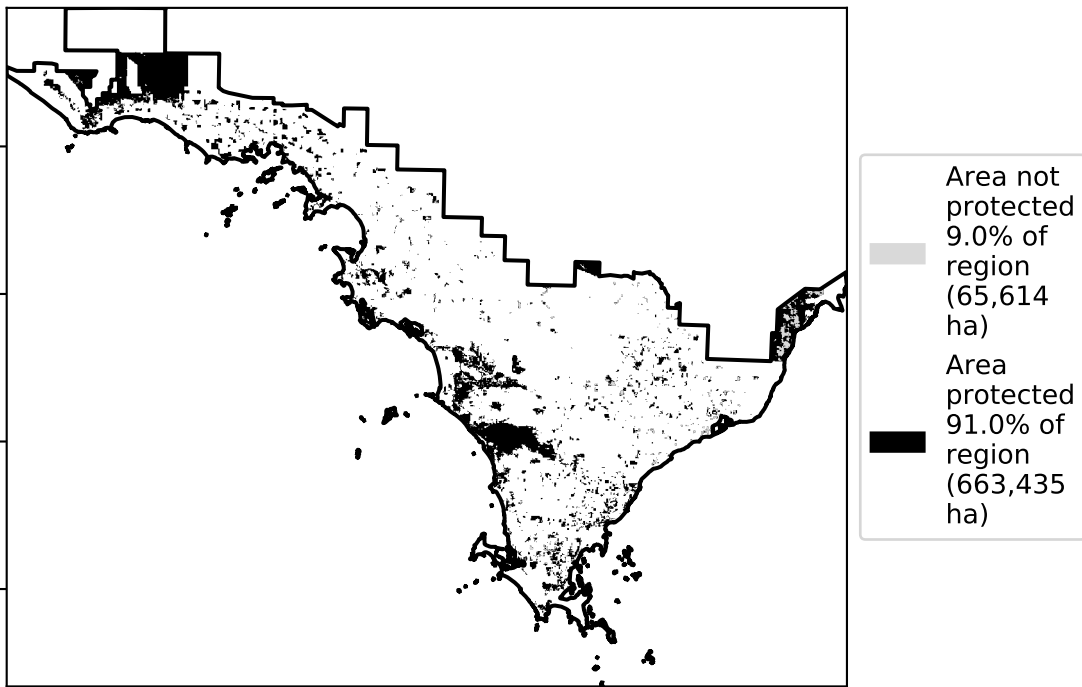 Area not
protected
9.0% of
region
(65,614
ha)
Area
protected
91.0% of
region
(663,435
ha)